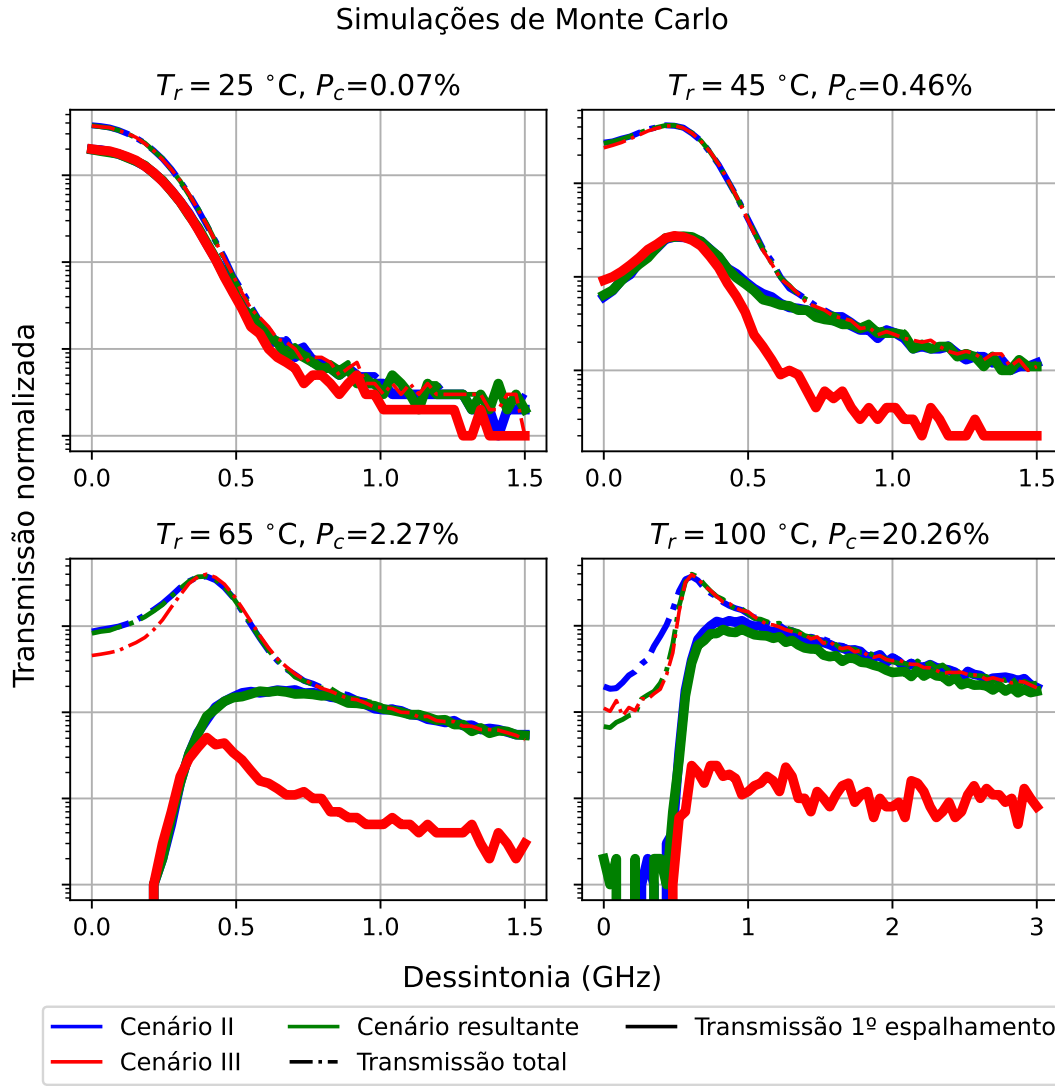 Simulações de Monte Carlo
T_r = 25 °C, P_c=0.07%
T_r = 45 °C, P_c=0.46%
0.0 0.5 1.0 1.5
0.0 0.5 1.0 1.5
Transmissão normalizada
T_r = 65 °C, P_c=2.27%
T_r = 100 °C, P_c=20.26%
0.0 0.5 1.0 1.5
0 1 2 3
Dessintonia (GHz)
Cenário II
Cenário resultante
Transmissão 1º espalhamento
Cenário III
Transmissão total